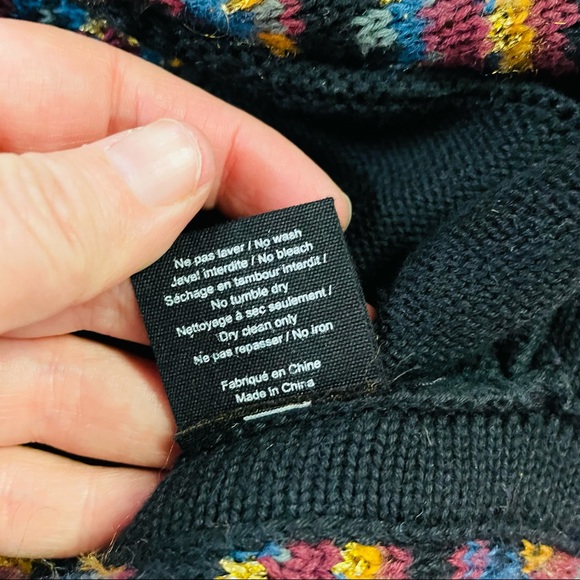 Ne pas laver / No wash
Javel interdite / No bleach
Séchage en tambour interdit /
No tumble dry
Nettoyage à sec seulement /
Dry clean only
Ne pas repasser / No iron
Fabriqué en Chine
Made in China